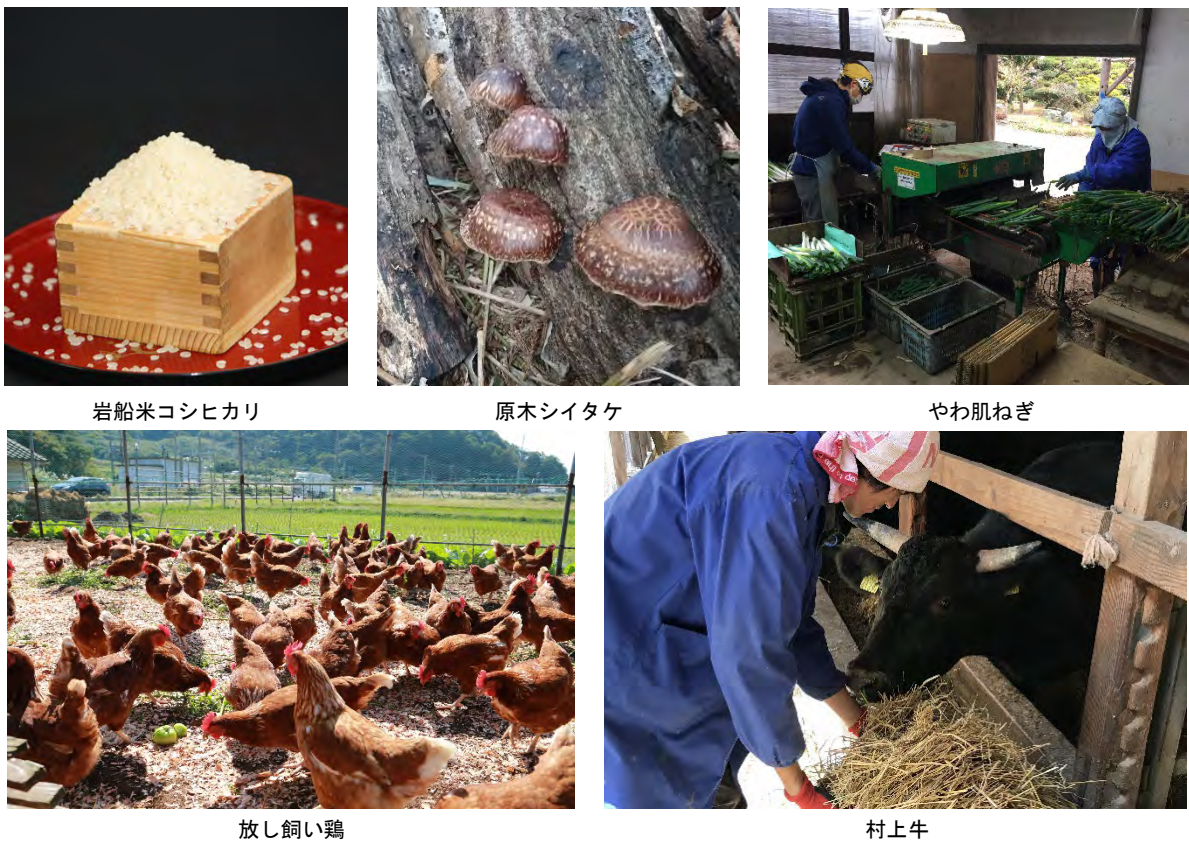 岩船米コシヒカリ
原木シイタケ
やわ肌ねぎ
放し飼い鶏
村上牛